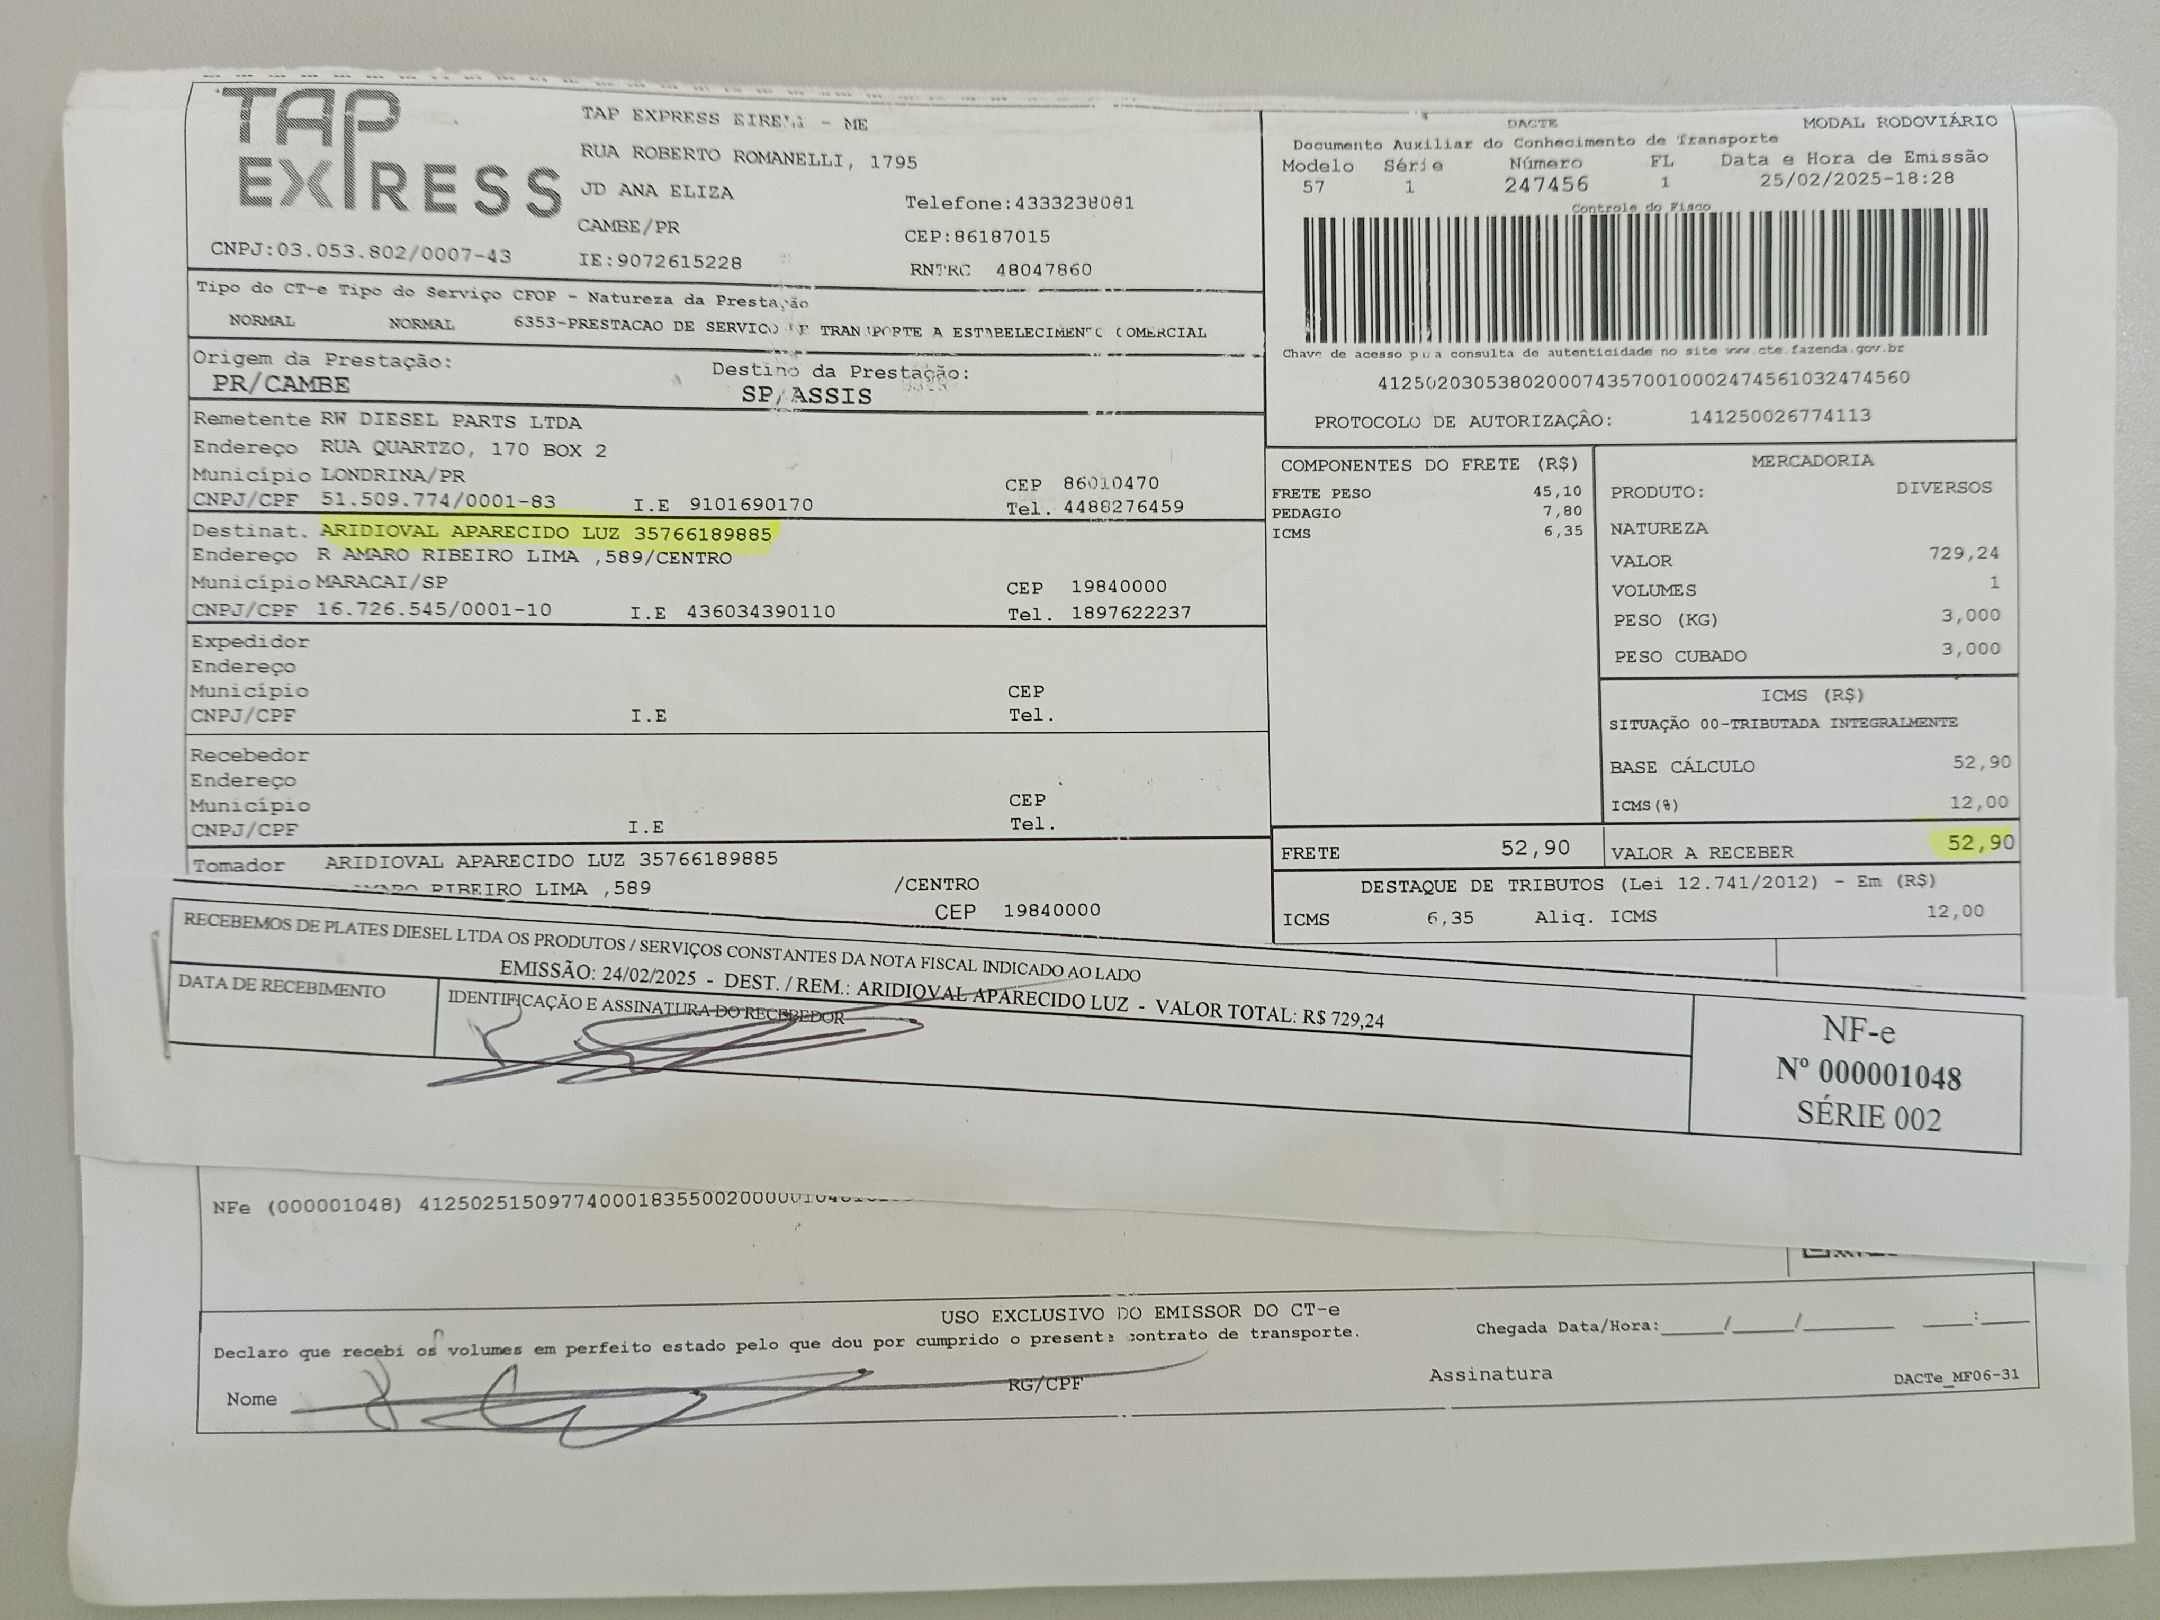 TAP EXPRESS
TAP EXPRESS EIRELI - ME
RUA ROBERTO ROMANELLI, 1795
JD ANA ELIZA
Telefone:4333238081
CAMBE/PR
CEP:86187015
CNPJ:03.053.802/0007-43
IE:9072615228
RNTRC 48047860
DACTE
MODAL RODOVIÁRIO
Documento Auxiliar do Conhecimento de Transporte
Modelo Série Número FL Data e Hora de Emissão
57 1 247456 1 25/02/2025-18:28
Controle do Fisco
Chave de acesso para consulta de autenticidade no site www.cte.fazenda.gov.br
41250203053802000743570010002474561032474560
PROTOCOLO DE AUTORIZAÇÂO: 141250026774113
Tipo do CT-e Tipo do Serviço CFOP - Natureza da Prestação
NORMAL NORMAL 6353-PRESTACAO DE SERVICO DE TRANSPORTE A ESTABELECIMENTO COMERCIAL
Origem da Prestação: Destino da Prestação:
PR/CAMBE SP/ASSIS
Remetente RW DIESEL PARTS LTDA
Endereço RUA QUARTZO, 170 BOX 2
Município LONDRINA/PR CEP 86010470
CNPJ/CPF 51.509.774/0001-83 I.E 9101690170 Tel. 4488276459
Destinat. ARIDIOVAL APARECIDO LUZ 35766189885
Endereço R AMARO RIBEIRO LIMA ,589/CENTRO
Município MARACAI/SP CEP 19840000
CNPJ/CPF 16.726.545/0001-10 I.E 436034390110 Tel. 1897622237
Expedidor
Endereço
Município CEP
CNPJ/CPF I.E Tel.
Recebedor
Endereço
Município CEP
CNPJ/CPF I.E Tel.
Tomador ARIDIOVAL APARECIDO LUZ 35766189885
RIBEIRO LIMA ,589 /CENTRO
CEP 19840000
COMPONENTES DO FRETE (R$)
FRETE PESO 45,10
PEDAGIO 7,80
ICMS 6,35
MERCADORIA
PRODUTO: DIVERSOS
NATUREZA
VALOR 729,24
VOLUMES 1
PESO (KG) 3,000
PESO CUBADO 3,000
ICMS (R$)
SITUAÇÃO 00-TRIBUTADA INTEGRALMENTE
BASE CÁLCULO 52,90
ICMS(%) 12,00
FRETE 52,90 VALOR A RECEBER 52,90
DESTAQUE DE TRIBUTOS (Lei 12.741/2012) - Em (R$)
ICMS 6,35 Aliq. ICMS 12,00
RECEBEMOS DE PLATES DIESEL LTDA OS PRODUTOS / SERVIÇOS CONSTANTES DA NOTA FISCAL INDICADO AO LADO
EMISSÃO: 24/02/2025 - DEST. / REM.: ARIDIOVAL APARECIDO LUZ - VALOR TOTAL: R$ 729,24
DATA DE RECEBIMENTO
IDENTIFICAÇÃO E ASSINATURA DO RECEBEDOR
NF-e
Nº 000001048
SÉRIE 002
NFe (000001048)
USO EXCLUSIVO DO EMISSOR DO CT-e
Declaro que recebi os volumes em perfeito estado pelo que dou por cumprido o presente contrato de transporte.
Chegada Data/Hora:_____/_____/_______ ____:____
Nome RG/CPF Assinatura
DACTe_MF06-31